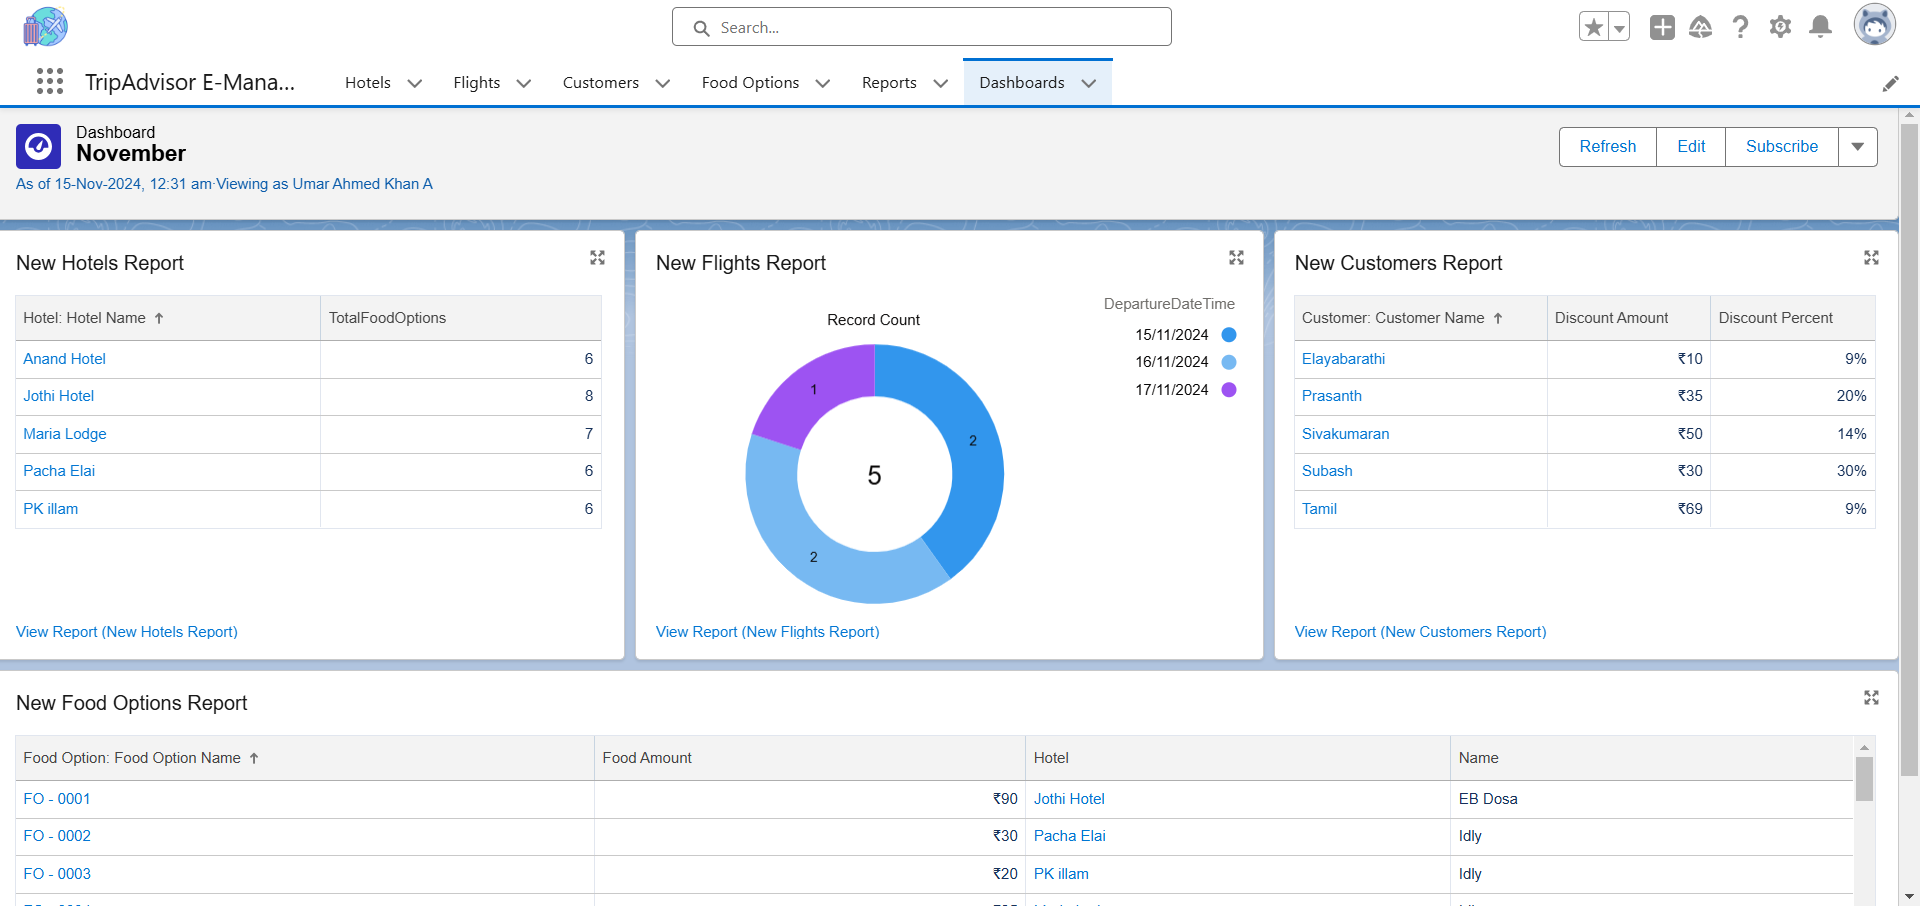 Search...
TripAdvisor E-Mana...
Hotels
Flights
Customers
Food Options
Reports
Dashboards
Dashboard
November
As of 15-Nov-2024, 12:31 am·Viewing as Umar Ahmed Khan A
Refresh
Edit
Subscribe
New Hotels Report
Hotel: Hotel Name ↑ TotalFoodOptions
Anand Hotel 6
Jothi Hotel 8
Maria Lodge 7
Pacha Elai 6
PK illam 6
View Report (New Hotels Report)
New Flights Report
Record Count
DepartureDateTime
15/11/2024
16/11/2024
17/11/2024
1
2
5
2
View Report (New Flights Report)
New Customers Report
Customer: Customer Name ↑ Discount Amount Discount Percent
Elayabarathi ₹10 9%
Prasanth ₹35 20%
Sivakumaran ₹50 14%
Subash ₹30 30%
Tamil ₹69 9%
View Report (New Customers Report)
New Food Options Report
Food Option: Food Option Name ↑ Food Amount Hotel Name
FO - 0001 ₹90 Jothi Hotel EB Dosa
FO - 0002 ₹30 Pacha Elai Idly
FO - 0003 ₹20 PK illam Idly